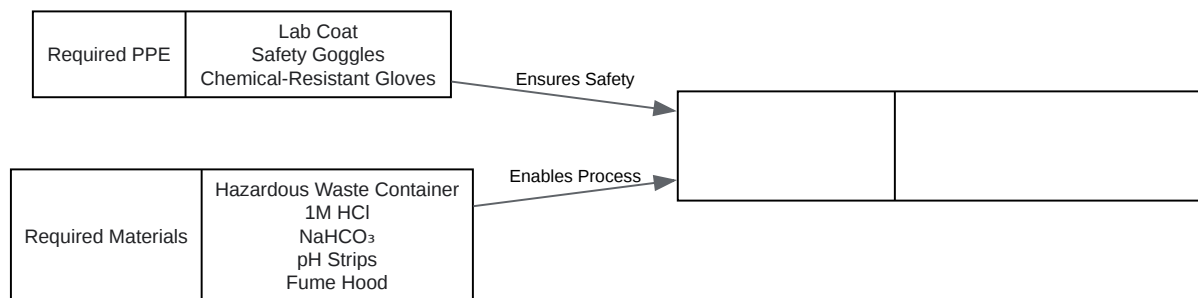 Required PPE
Lab Coat
Safety Goggles
Chemical-Resistant Gloves
Ensures Safety
Enables Process
Required Materials
Hazardous Waste Container
1M HCl
NaHCO₃
pH Strips
Fume Hood